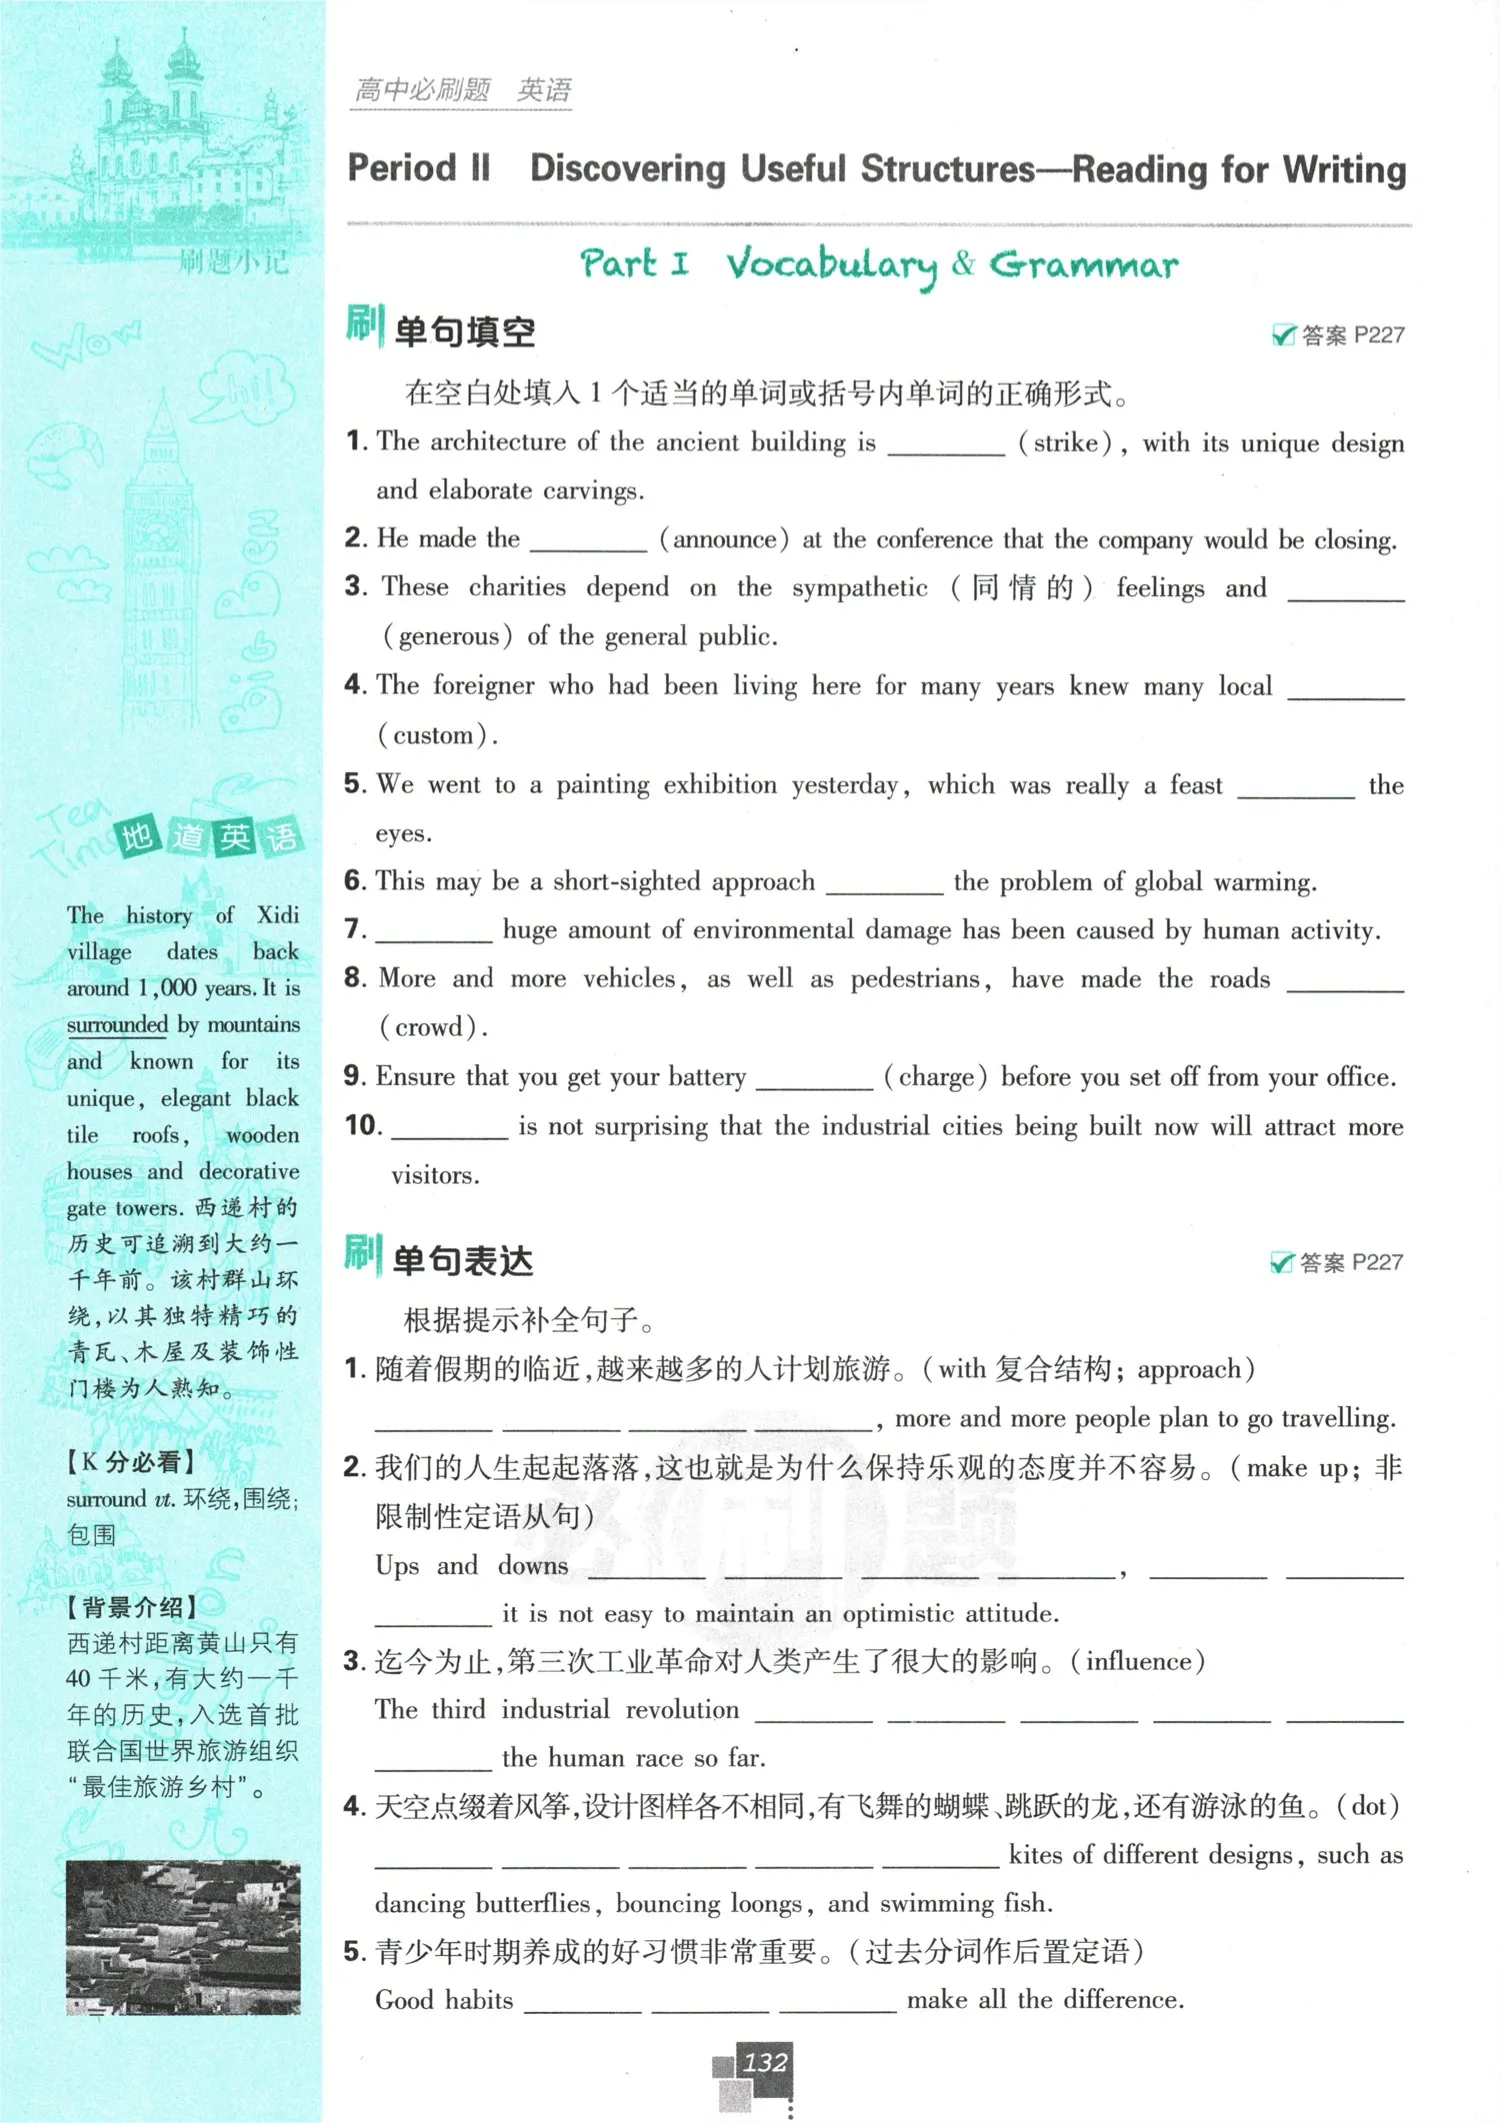 高中必刷题 英语
Period II Discovering Useful Structures—Reading for Writing
Part I Vocabulary & Grammar
刷 单句填空
答案 P227
在空白处填入 1 个适当的单词或括号内单词的正确形式。
1. The architecture of the ancient building is ________ (strike), with its unique design
and elaborate carvings.
2. He made the ________ (announce) at the conference that the company would be closing.
3. These charities depend on the sympathetic (同情的) feelings and ________
(generous) of the general public.
4. The foreigner who had been living here for many years knew many local ________
(custom).
5. We went to a painting exhibition yesterday, which was really a feast ________ the
eyes.
6. This may be a short-sighted approach ________ the problem of global warming.
7. ________ huge amount of environmental damage has been caused by human activity.
8. More and more vehicles, as well as pedestrians, have made the roads ________
(crowd).
9. Ensure that you get your battery ________ (charge) before you set off from your office.
10. ________ is not surprising that the industrial cities being built now will attract more
visitors.
刷 单句表达
答案 P227
根据提示补全句子。
1. 随着假期的临近,越来越多的人计划旅游。(with 复合结构; approach)
________ ________ ________ ________, more and more people plan to go travelling.
2. 我们的人生起起落落,这也就是为什么保持乐观的态度并不容易。(make up; 非
限制性定语从句)
Ups and downs ________ ________ ________ ________, ________ ________
________ it is not easy to maintain an optimistic attitude.
3. 迄今为止,第三次工业革命对人类产生了很大的影响。(influence)
The third industrial revolution ________ ________ ________ ________ ________
________ the human race so far.
4. 天空点缀着风筝,设计图样各不相同,有飞舞的蝴蝶、跳跃的龙,还有游泳的鱼。(dot)
________ ________ ________ ________ ________ kites of different designs, such as
dancing butterflies, bouncing loongs, and swimming fish.
5. 青少年时期养成的好习惯非常重要。(过去分词作后置定语)
Good habits ________ ________ ________ make all the difference.
132
刷题小记
Wow
hi!
Big Ben
Tea
Time
地道英语
The history of Xidi
village dates back
around 1,000 years. It is
surrounded by mountains
and known for its
unique, elegant black
tile roofs, wooden
houses and decorative
gate towers. 西递村的
历史可追溯到大约一
千年前。该村群山环
绕,以其独特精巧的
青瓦、木屋及装饰性
门楼为人熟知。
【K 分必看】
surround vt. 环绕,围绕;
包围
【背景介绍】
西递村距离黄山只有
40 千米,有大约一千
年的历史,入选首批
联合国世界旅游组织
“最佳旅游乡村”。